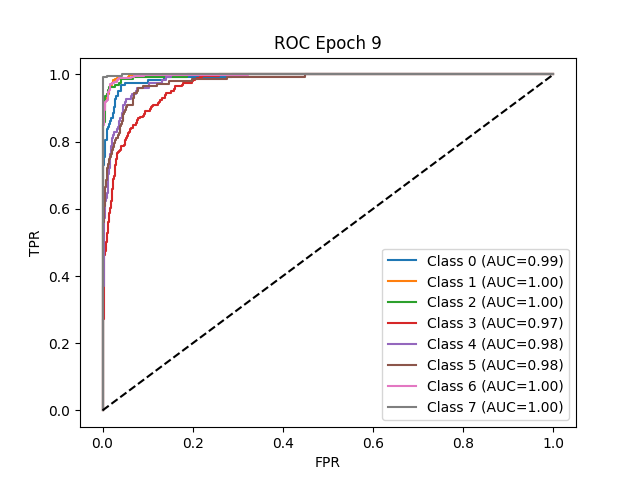 ROC Epoch 9
1.0
0.8
0.6
0.4
0.2
0.0
TPR
0.0 0.2 0.4 0.6 0.8 1.0
FPR
Class 0 (AUC=0.99)
Class 1 (AUC=1.00)
Class 2 (AUC=1.00)
Class 3 (AUC=0.97)
Class 4 (AUC=0.98)
Class 5 (AUC=0.98)
Class 6 (AUC=1.00)
Class 7 (AUC=1.00)